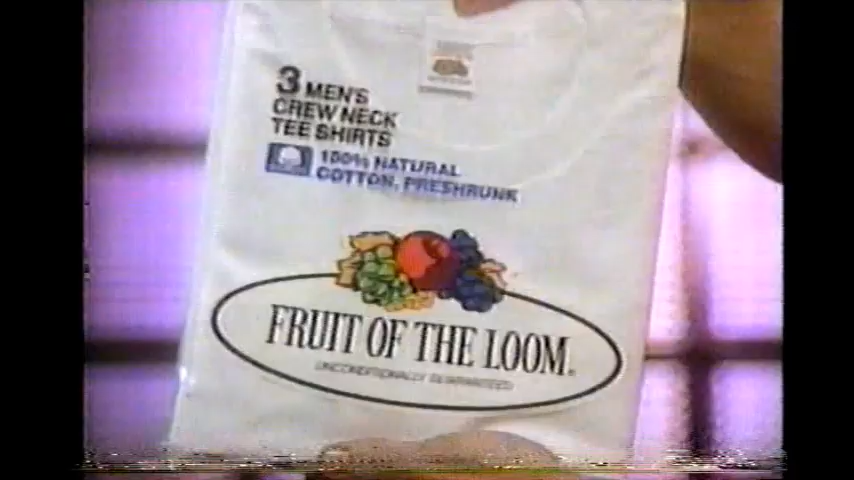 3 MEN'S
CREW NECK
TEE SHIRTS
100% NATURAL
COTTON, PRESHRUNK
FRUIT OF THE LOOM®
UNCONDITIONALLY GUARANTEED